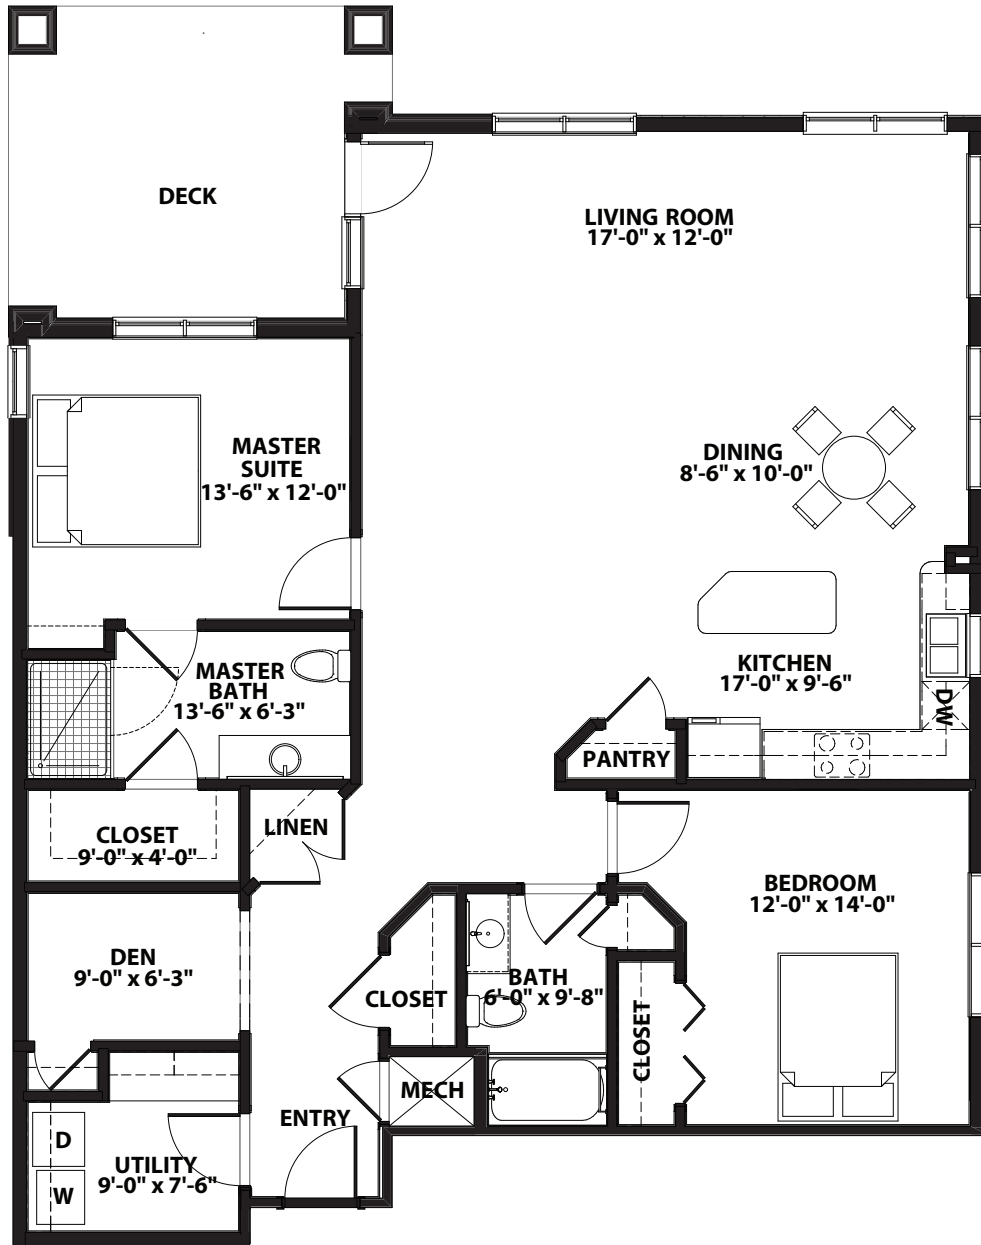 DECK
LIVING ROOM
17'-0" x 12'-0"
MASTER
SUITE
13'-6" x 12'-0"
DINING
8'-6" x 10'-0"
MASTER
BATH
13'-6" x 6'-3"
KITCHEN
17'-0" x 9'-6"
DW
PANTRY
CLOSET
9'-0" x 4'-0"
LINEN
BEDROOM
12'-0" x 14'-0"
DEN
9'-0" x 6'-3"
CLOSET
BATH
6'-0" x 9'-8"
CLOSET
MECH
ENTRY
D
UTILITY
9'-0" x 7'-6"
W